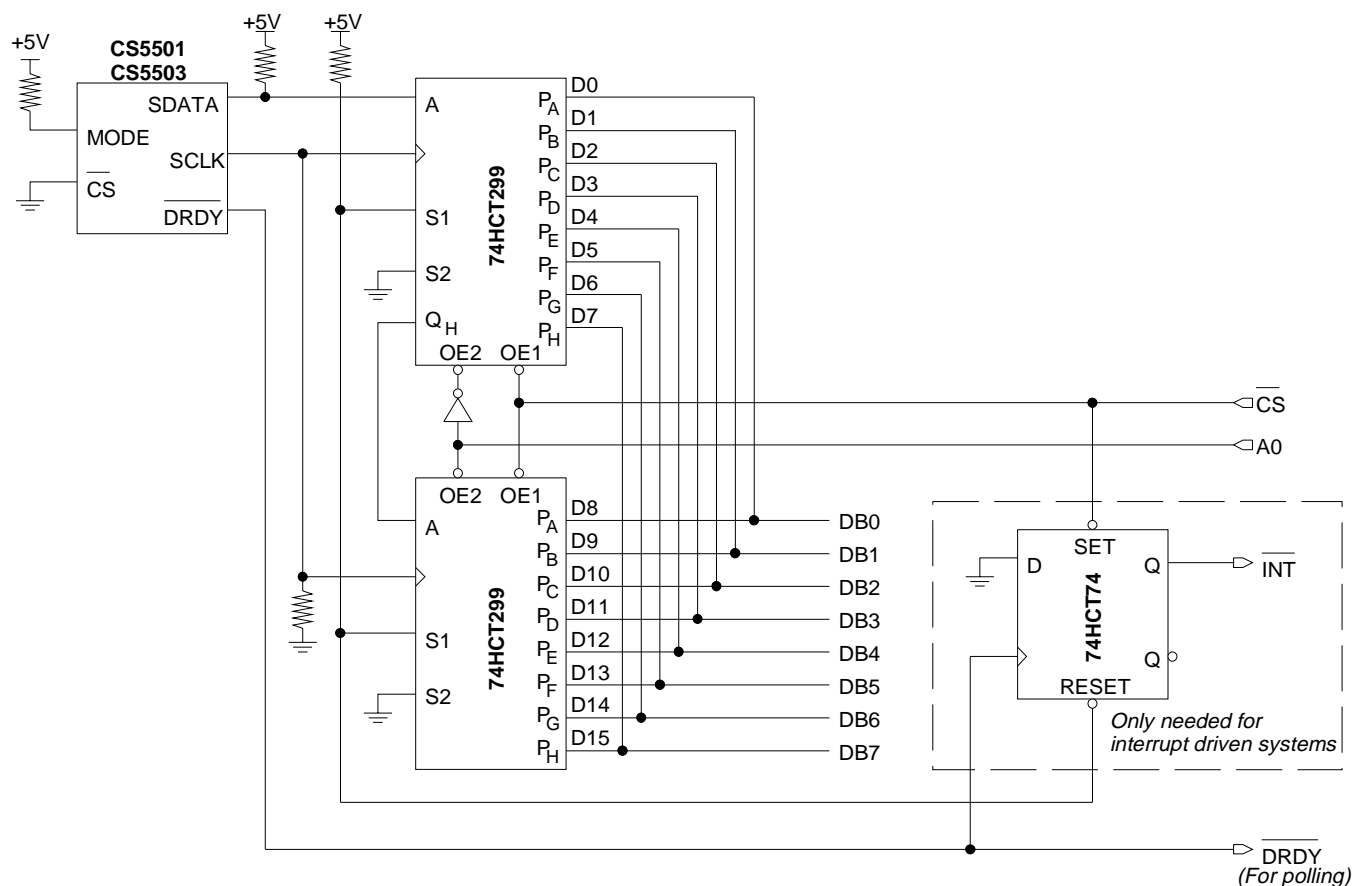 +5V
+5V
+5V
CS5501
CS5503
SDATA
MODE
SCLK
CS
DRDY
A
S1
S2
QH
OE2
OE1
74HCT299
PA
PB
PC
PD
PE
PF
PG
PH
D0
D1
D2
D3
D4
D5
D6
D7
CS
A0
OE2
OE1
A
S1
S2
74HCT299
PA
PB
PC
PD
PE
PF
PG
PH
D8
D9
D10
D11
D12
D13
D14
D15
DB0
DB1
DB2
DB3
DB4
DB5
DB6
DB7
SET
D
Q
74HCT74
Q
RESET
INT
Only needed for
interrupt driven systems
DRDY
(For polling)